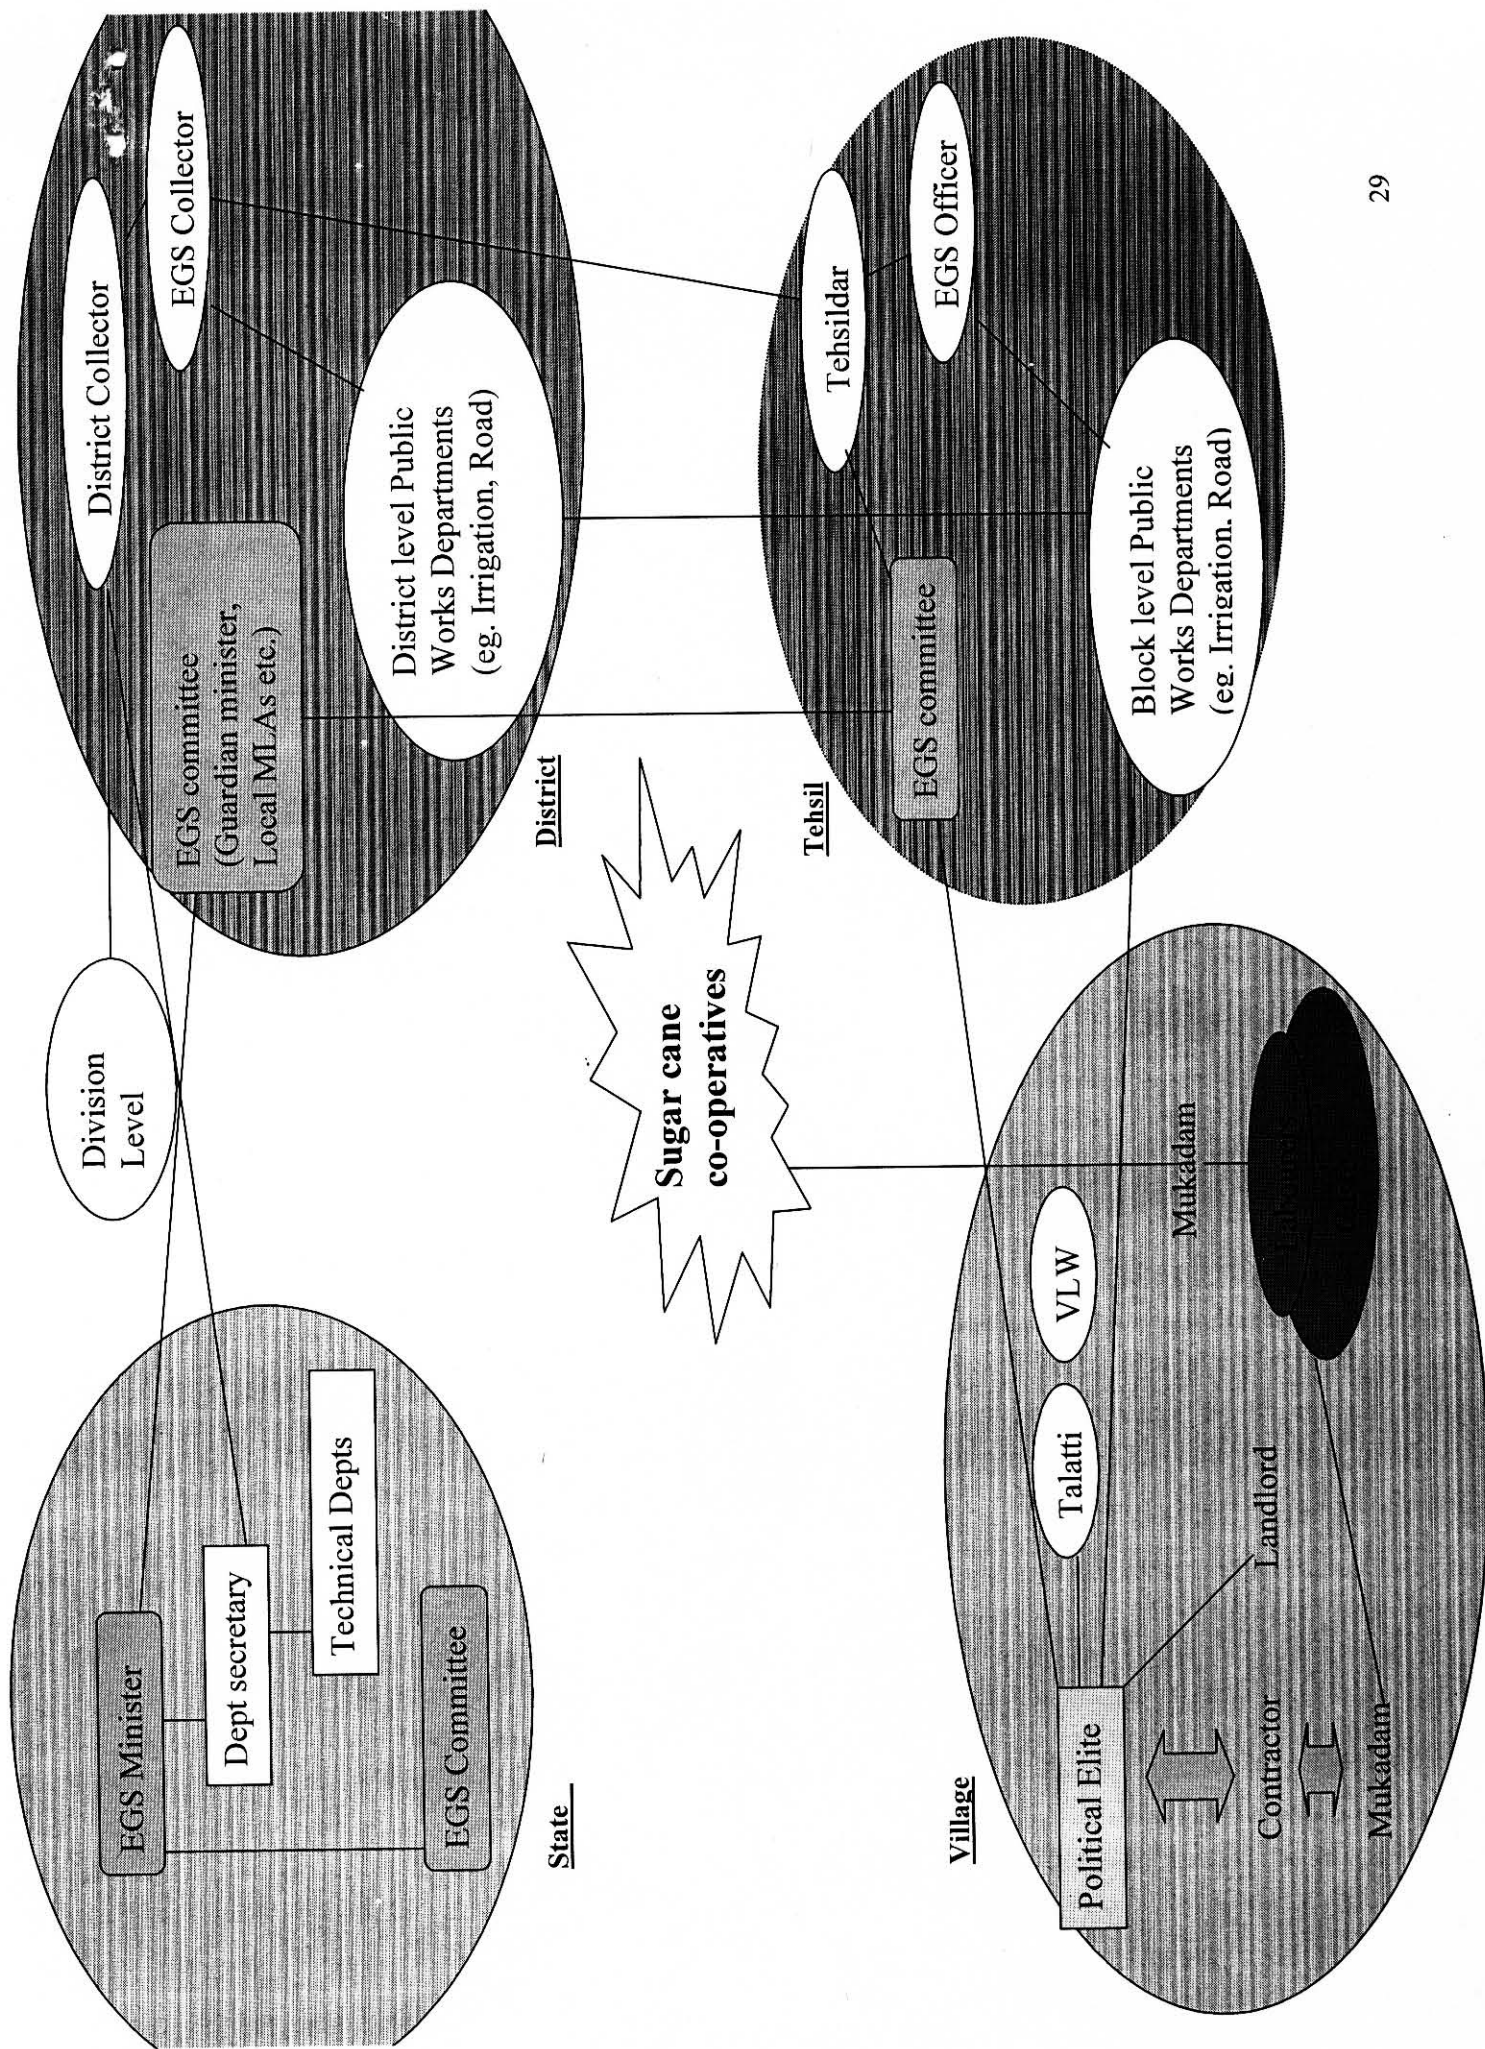 EGS Minister
Dept secretary
Technical Depts
EGS Committee
State
Division
Level
District Collector
EGS Collector
EGS committee
(Guardian minister,
Local MLAs etc.)
District level Public
Works Departments
(eg. Irrigation, Road)
District
Sugar cane
co-operatives
Tehsil
Tehsildar
EGS Officer
EGS committee
Block level Public
Works Departments
(eg. Irrigation. Road)
Village
Political Elite
Talatti
VLW
Mukadam
Landlord
Contractor
Mukadam
29